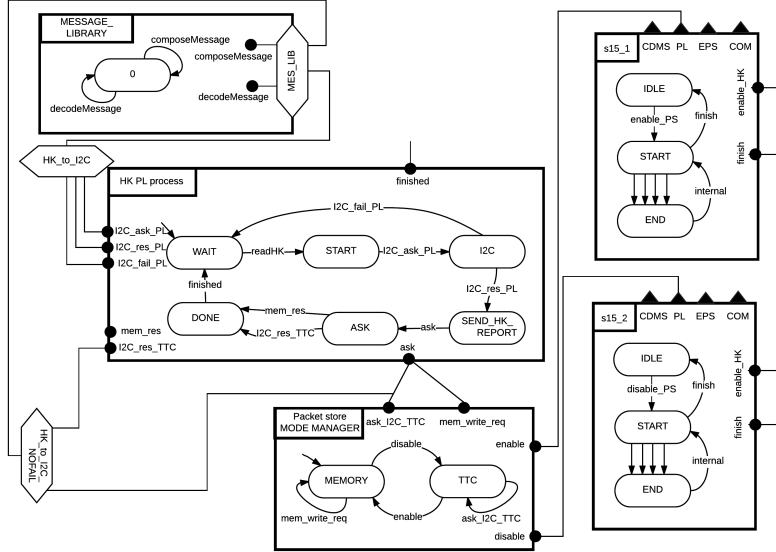 MESSAGE_
LIBRARY
0
composeMessage
decodeMessage
composeMessage
decodeMessage
MES_LIB
HK_to_I2C
HK PL process
finished
I2C_ask_PL
I2C_res_PL
I2C_fail_PL
mem_res
I2C_res_TTC
I2C_fail_PL
WAIT
readHK
START
I2C_ask_PL
I2C
I2C_res_PL
finished
DONE
mem_res
I2C_res_TTC
ASK
ask
SEND_HK_
REPORT
ask
HK_to_I2C
_NOFAIL
Packet store
MODE MANAGER
ask_I2C_TTC
mem_write_req
enable
disable
disable
MEMORY
TTC
enable
mem_write_req
ask_I2C_TTC
s15_1
CDMS
PL
EPS
COM
enable_HK
finish
IDLE
enable_PS
finish
START
internal
END
s15_2
CDMS
PL
EPS
COM
enable_HK
finish
IDLE
disable_PS
finish
START
internal
END